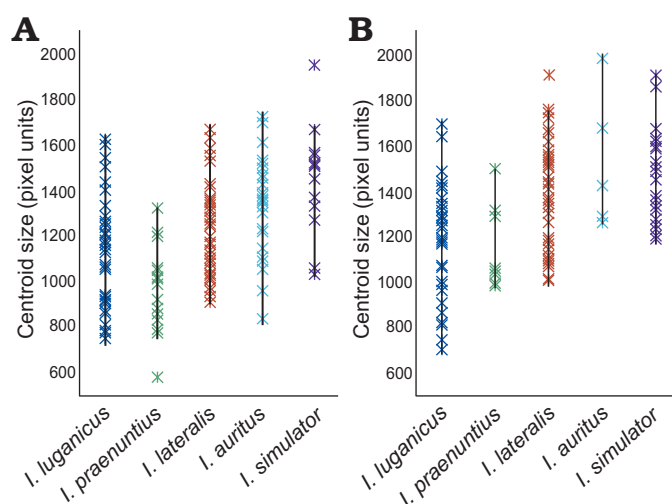 A
Centroid size (pixel units)
2000
1800
1600
1400
1200
1000
800
600
I. luganicus
I. praenuntius
I. lateralis
I. auritus
I. simulator
B
Centroid size (pixel units)
2000
1800
1600
1400
1200
1000
800
600
I. luganicus
I. praenuntius
I. lateralis
I. auritus
I. simulator